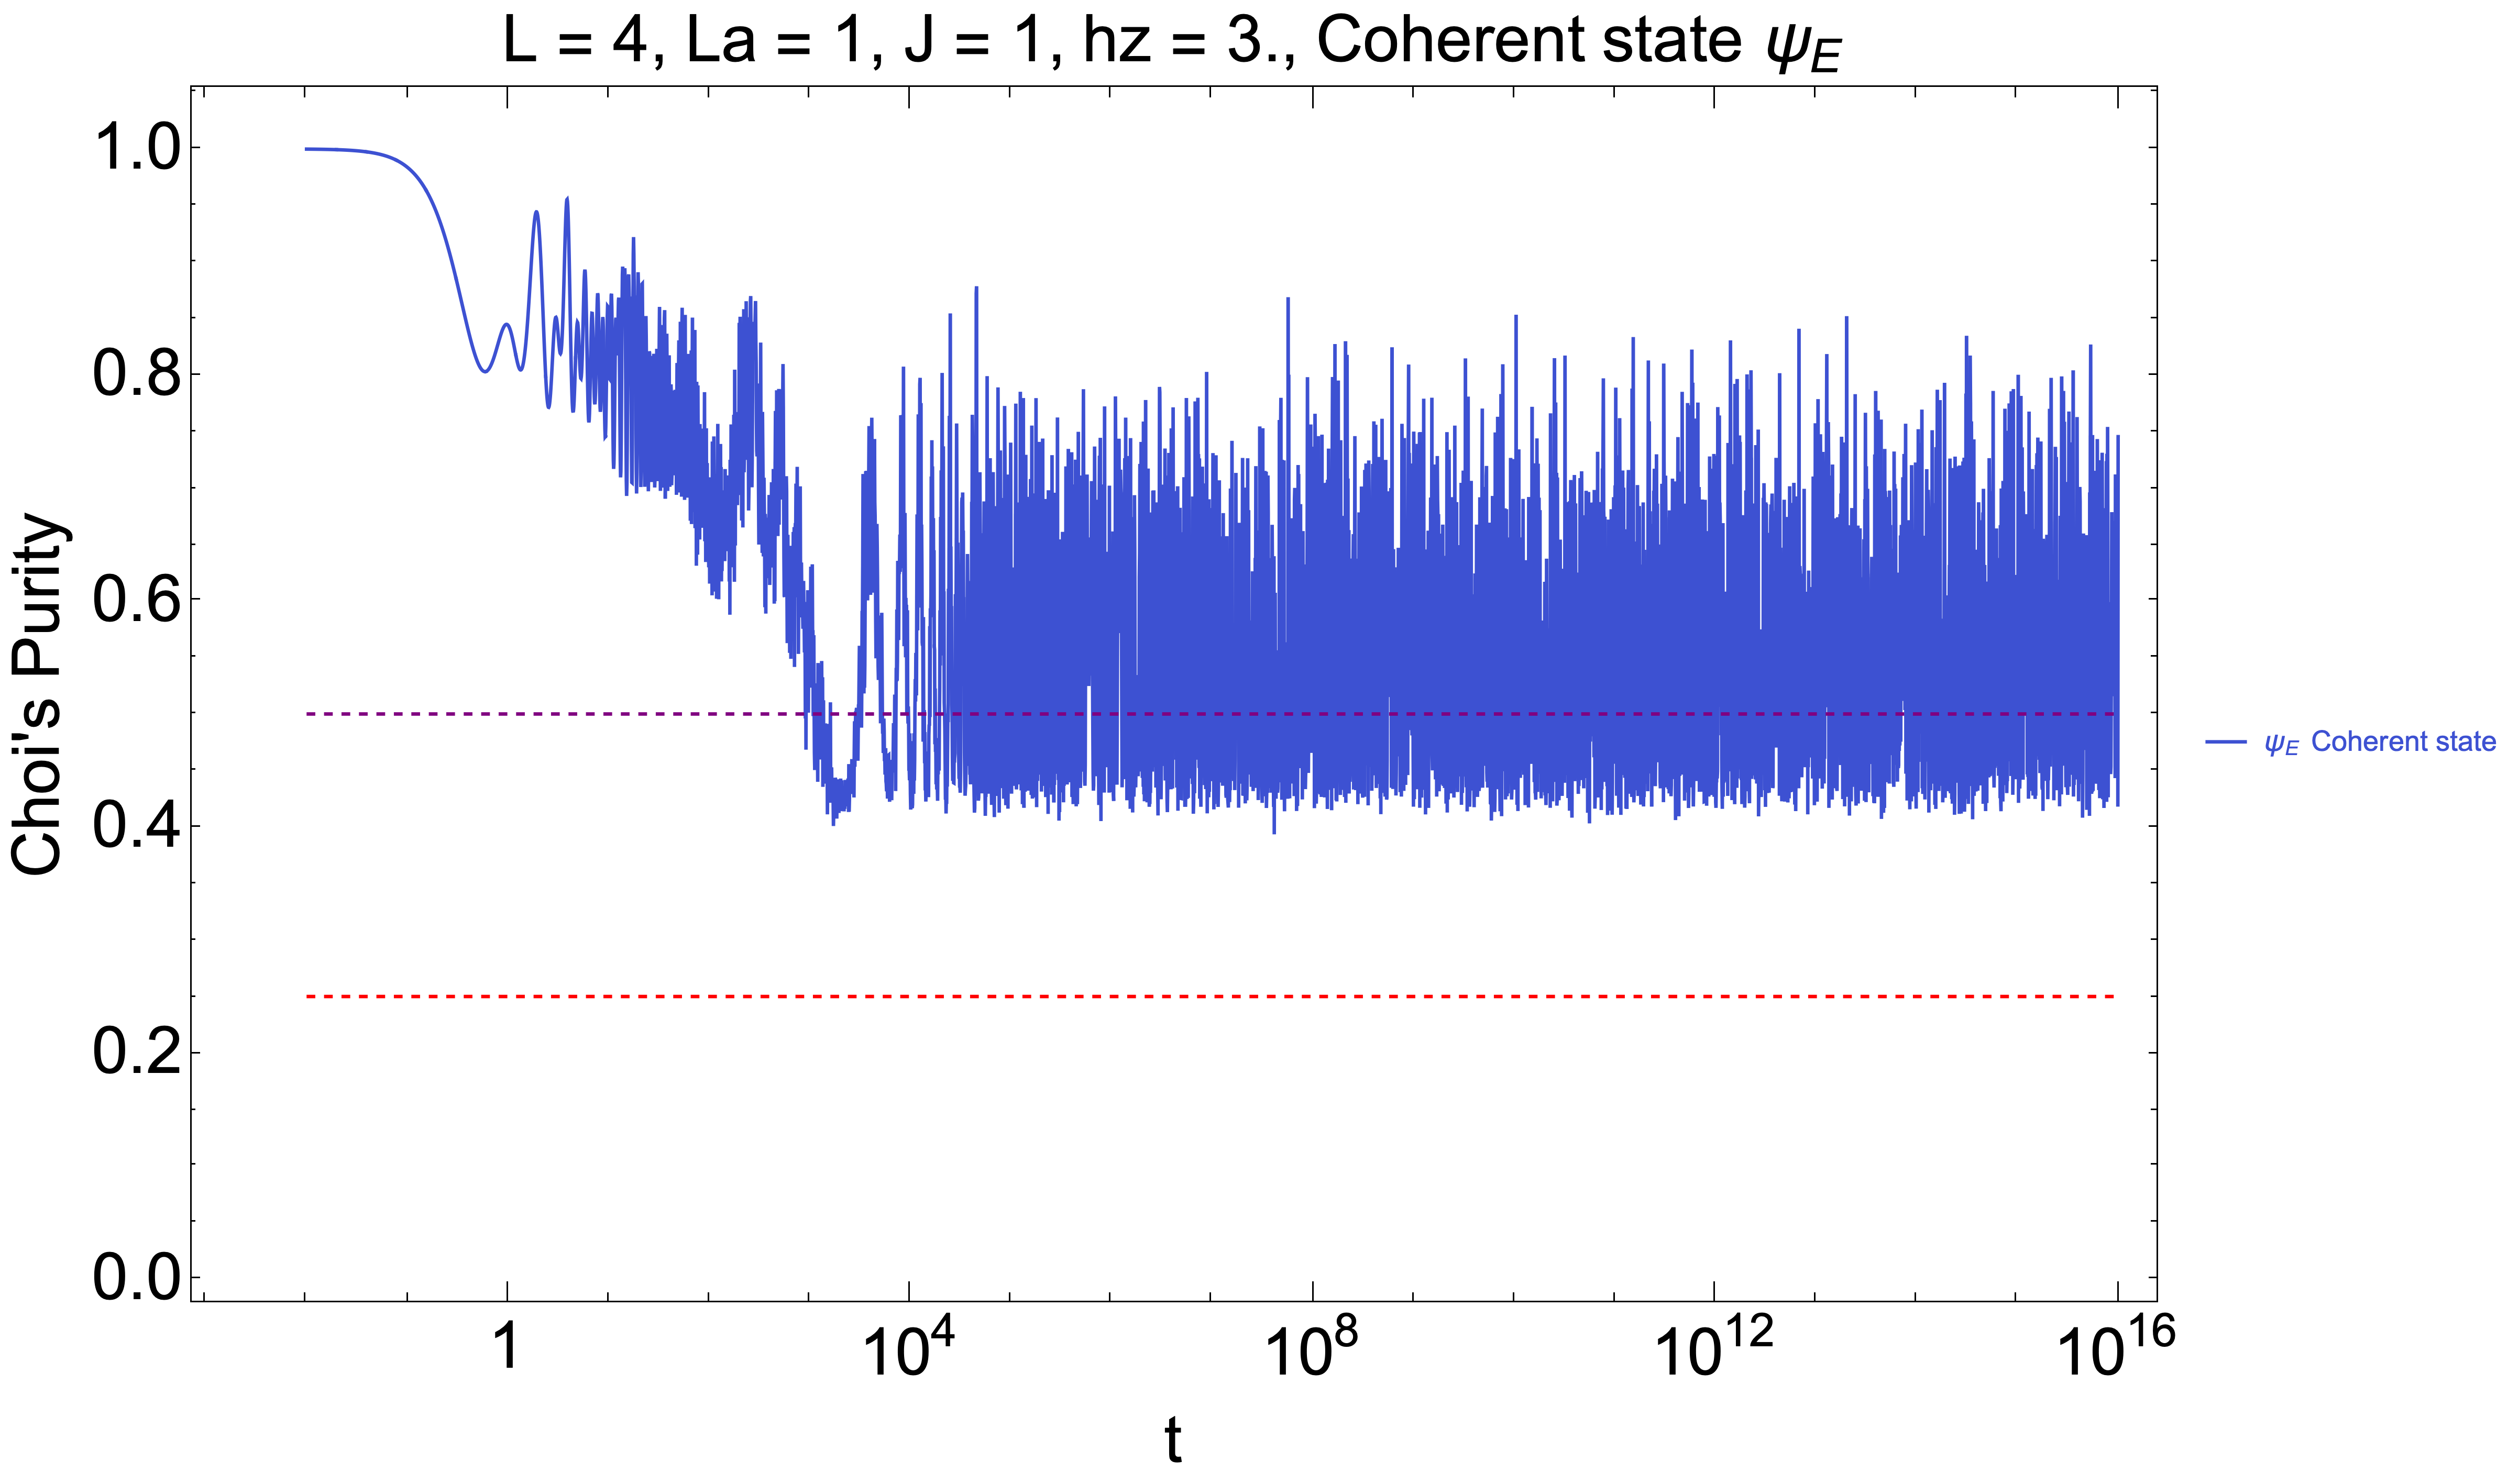 L = 4, La = 1, J = 1, hz = 3., Coherent state ψE
1.0
0.8
0.6
0.4
0.2
0.0
Choi's Purity
1 10^4 10^8 10^12 10^16
t
ψE Coherent state